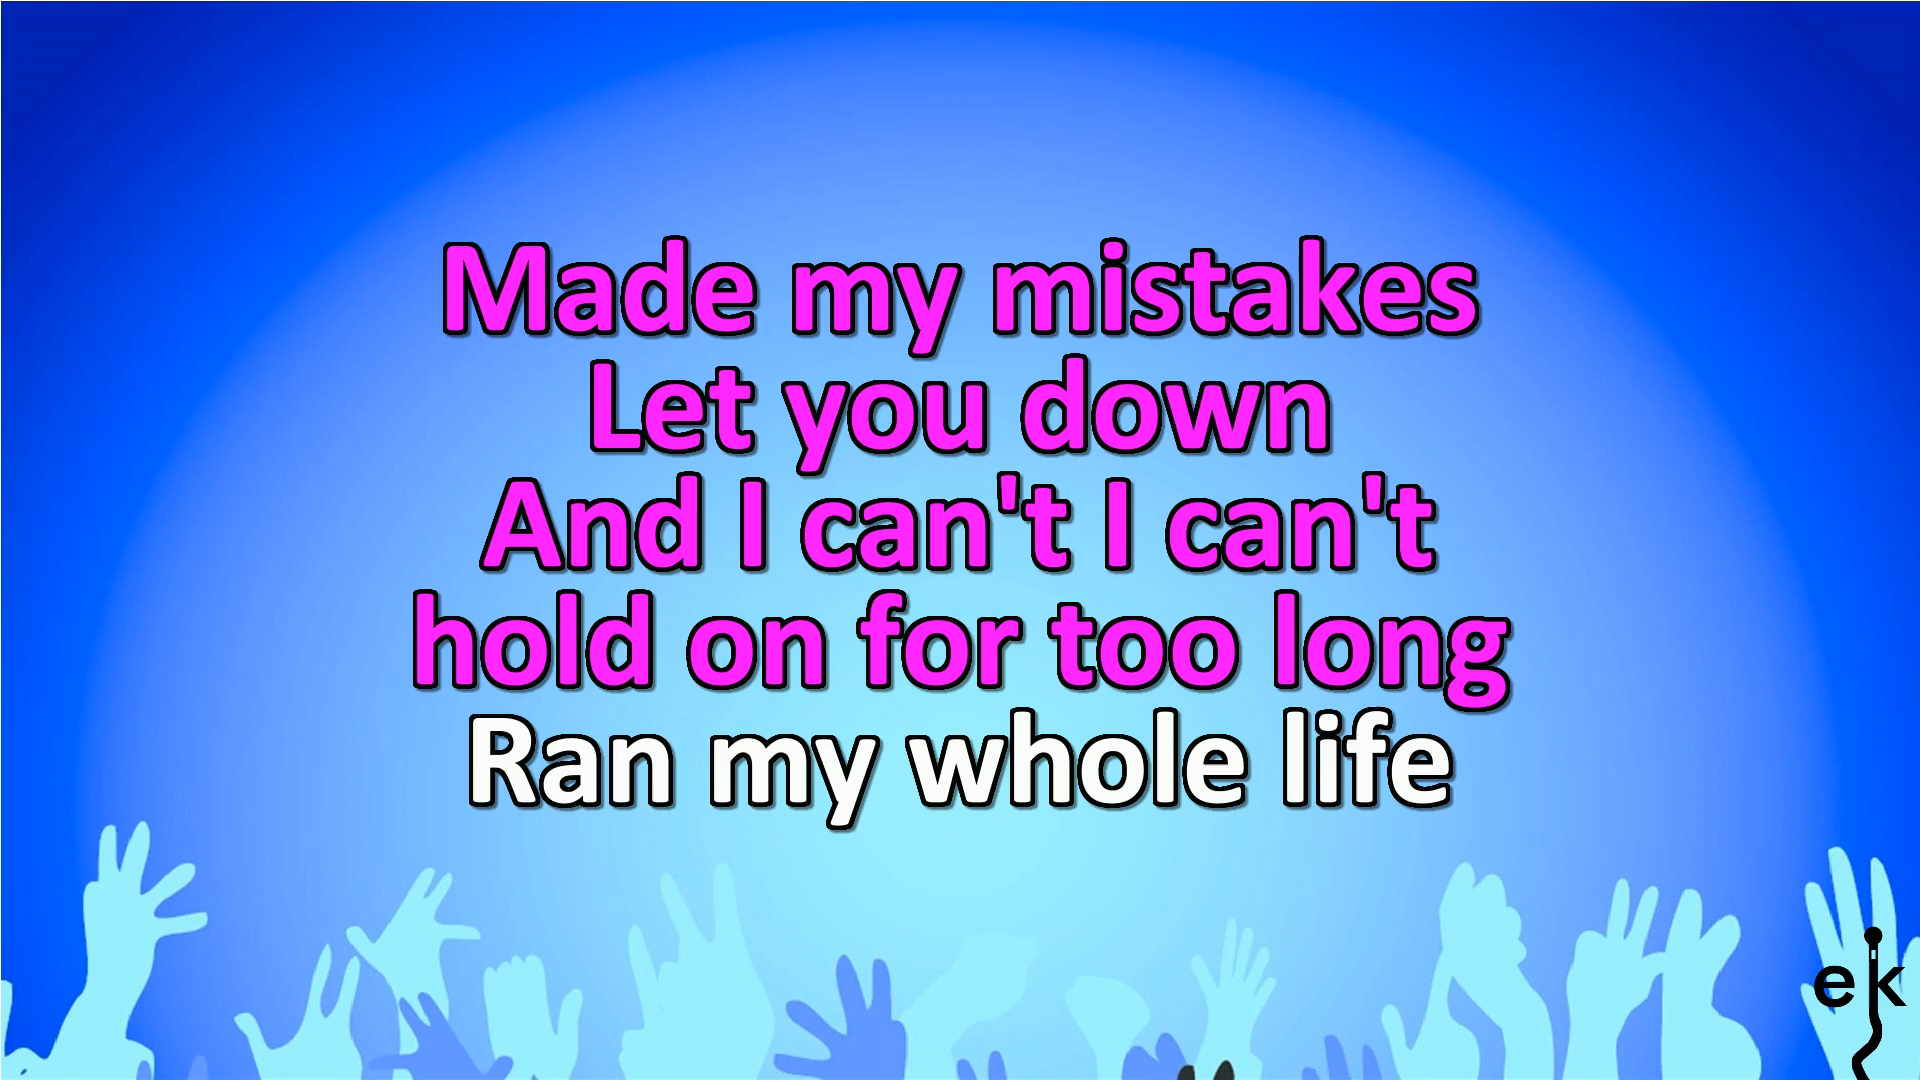 Made my mistakes
Let you down
And I can't I can't
hold on for too long
Ran my whole life
ek